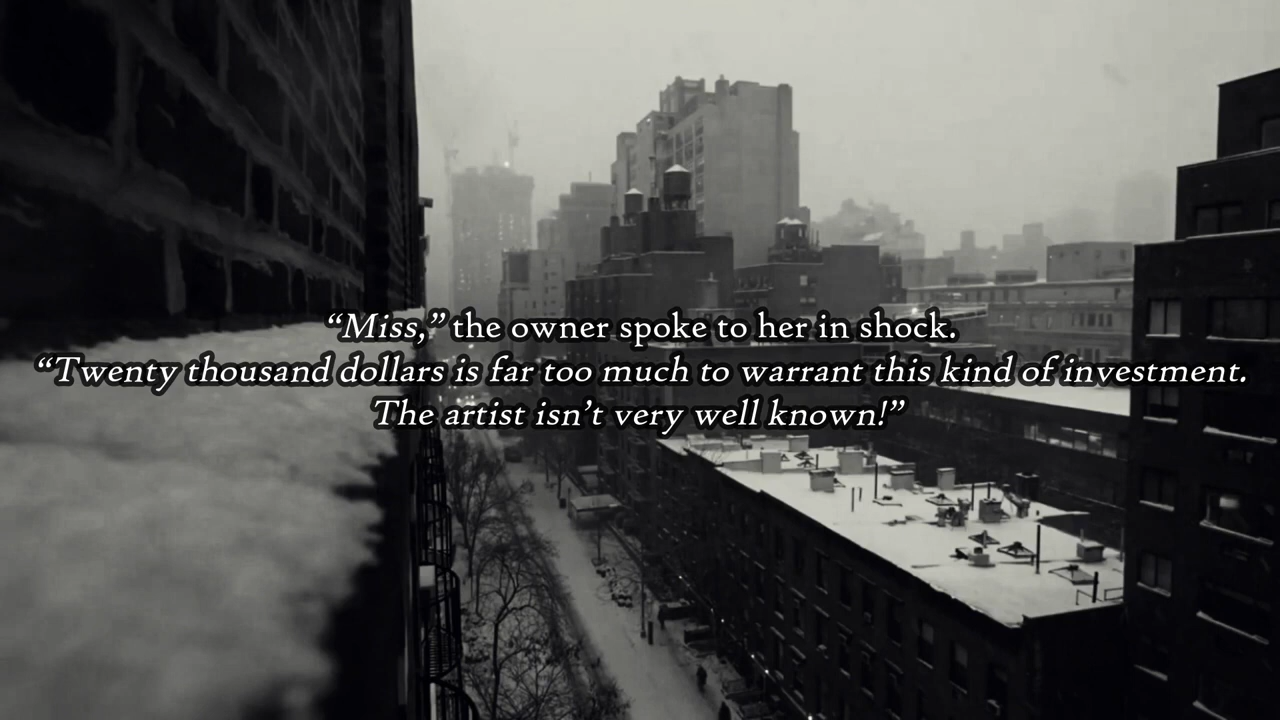 “Miss,” the owner spoke to her in shock.
“Twenty thousand dollars is far too much to warrant this kind of investment.
The artist isn’t very well known!”